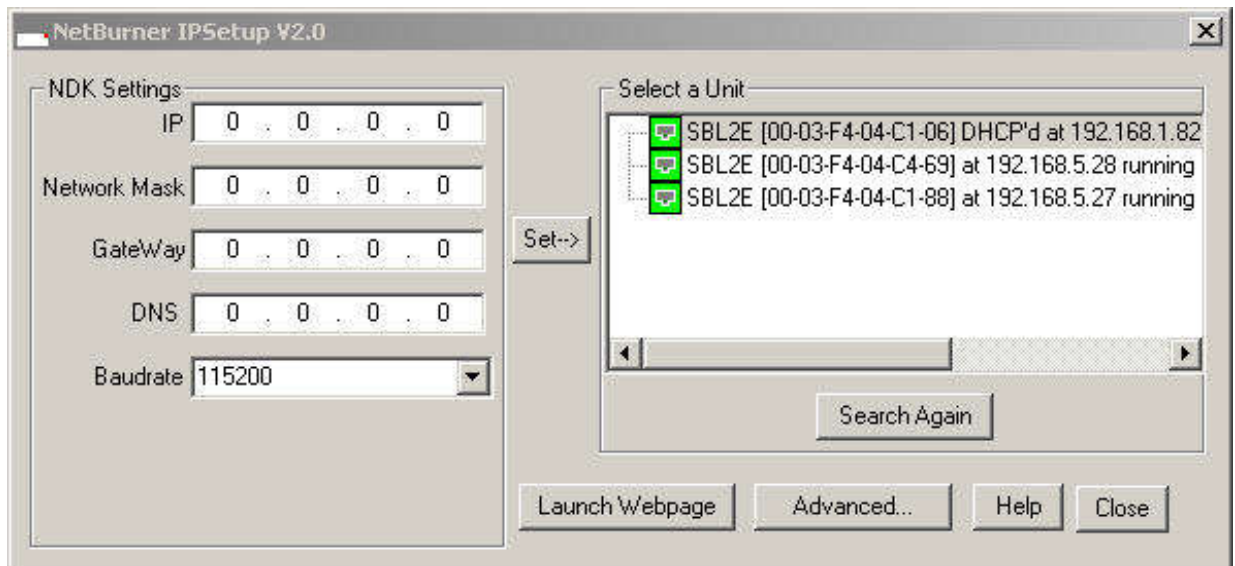 NetBurner IPSetup V2.0
NDK Settings
IP 0 . 0 . 0 . 0
Network Mask 0 . 0 . 0 . 0
GateWay 0 . 0 . 0 . 0
DNS 0 . 0 . 0 . 0
Baudrate 115200
Set-->
Select a Unit
SBL2E [00-03-F4-04-C1-06] DHCP'd at 192.168.1.82
SBL2E [00-03-F4-04-C4-69] at 192.168.5.28 running
SBL2E [00-03-F4-04-C1-88] at 192.168.5.27 running
Search Again
Launch Webpage
Advanced...
Help
Close